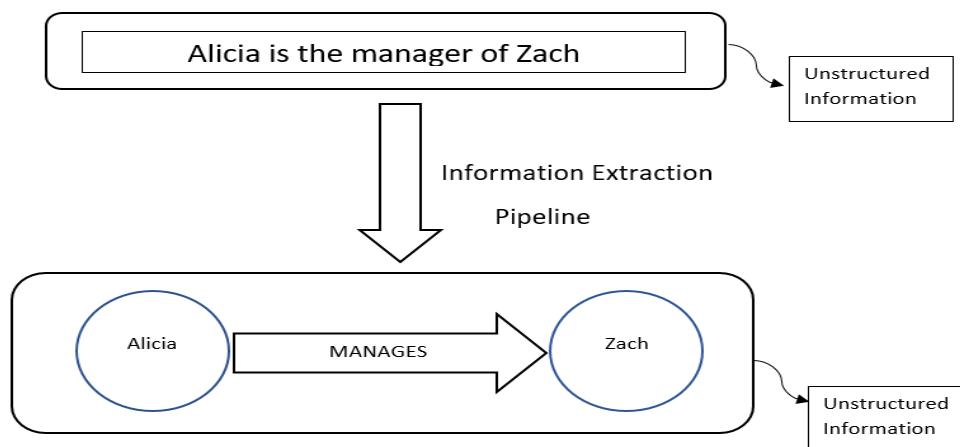 Alicia is the manager of Zach
Unstructured
Information
Information Extraction
Pipeline
Alicia
MANAGES
Zach
Unstructured
Information